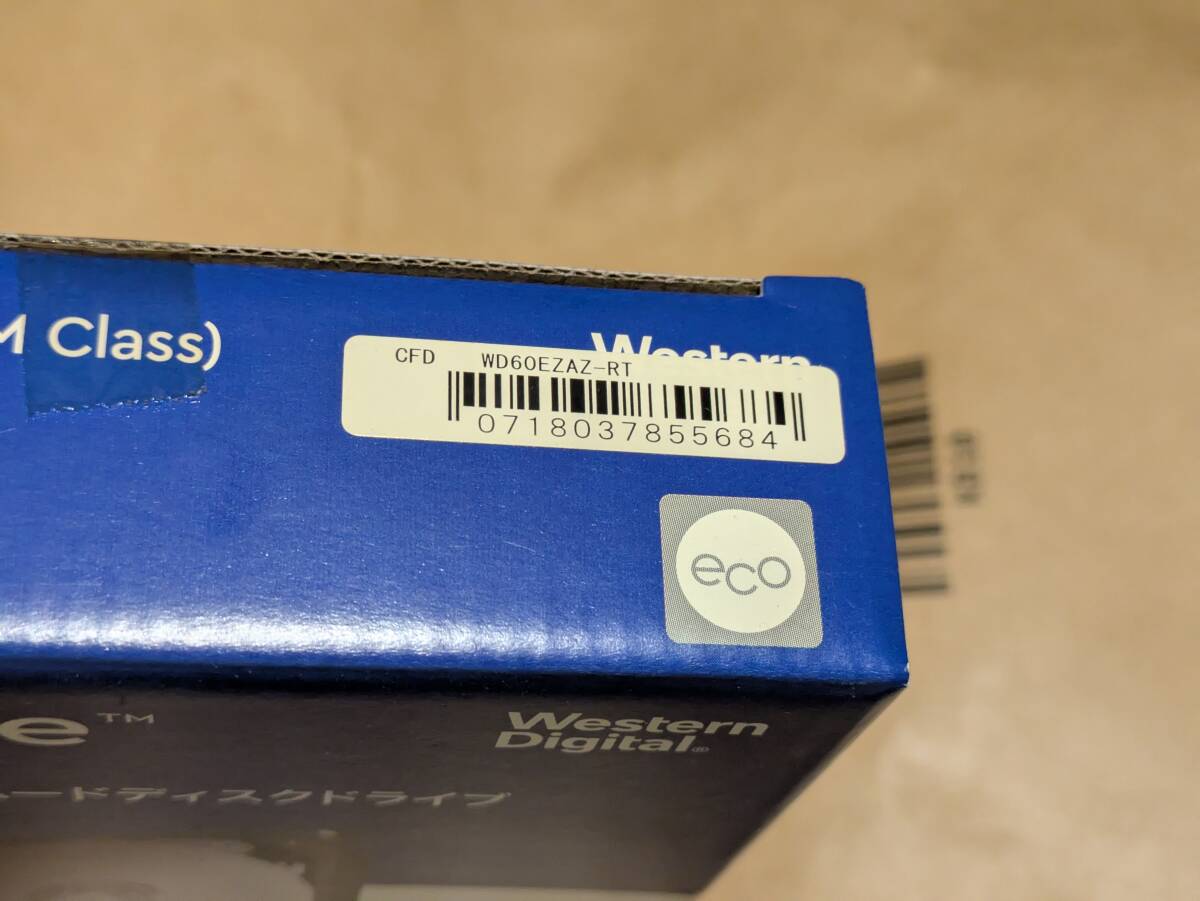 M Class)
Western
CFD WD60EZAZ-RT
0718037855684
eco
e™
Western
Digital®
ードディスクドライブ